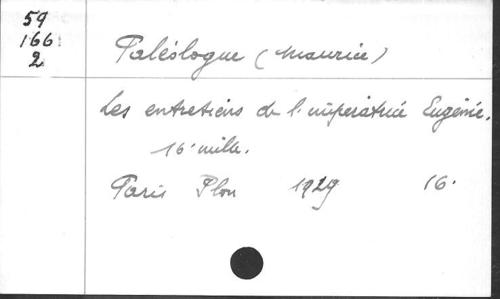 59
166
2
Paléologue (Maurice)
Les entretiens de l'impératrice Eugénie.
16e mille.
Paris Plon 1929 16.